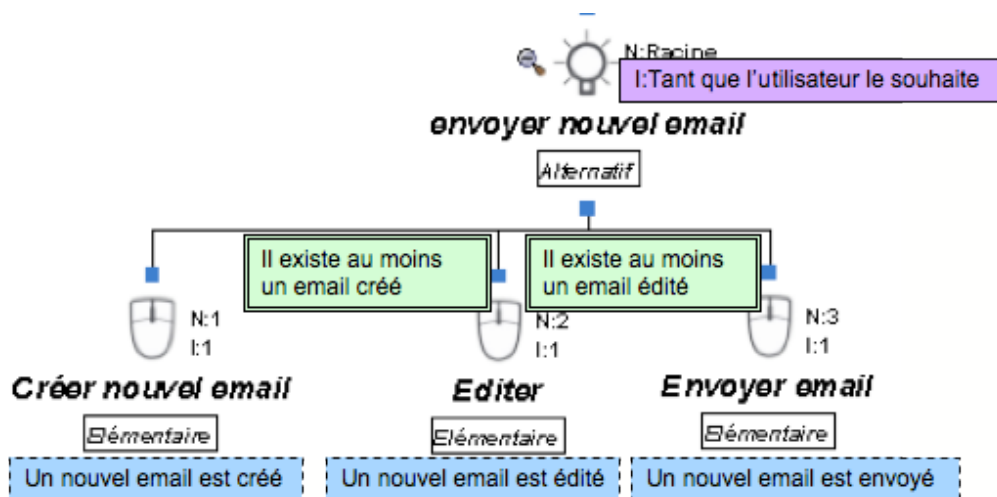 N:Racine
I:Tant que l'utilisateur le souhaite
envoyer nouvel email
Alternatif
Il existe au moins
un email créé
Il existe au moins
un email édité
N:1
I:1
N:2
I:1
N:3
I:1
Créer nouvel email
Editer
Envoyer email
Elémentaire
Elémentaire
Elémentaire
Un nouvel email est créé
Un nouvel email est édité
Un nouvel email est envoyé